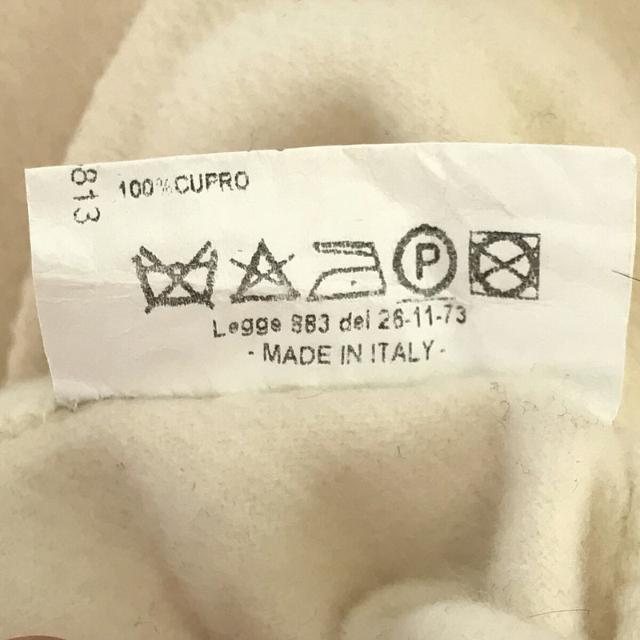 813
100%CUPRO
P
Legge 883 del 26-11-73
- MADE IN ITALY -